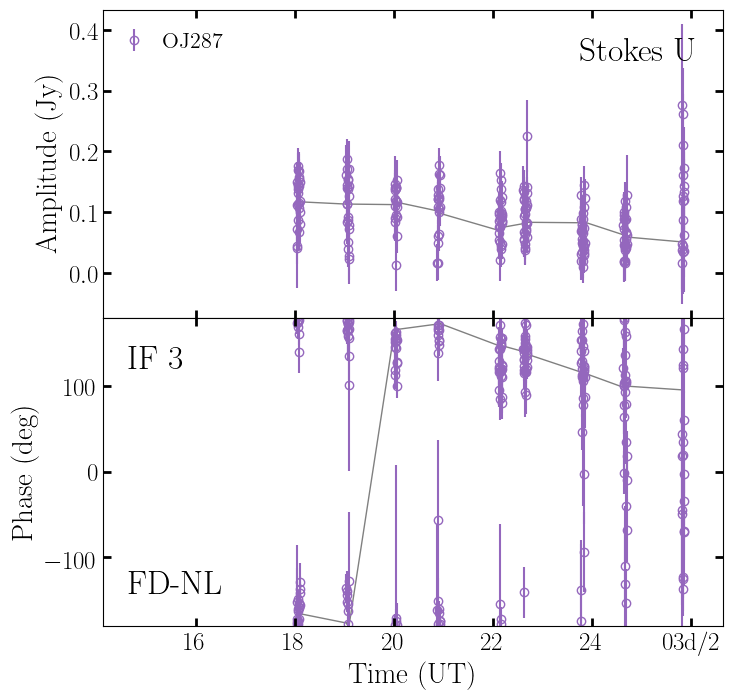 OJ287
Stokes U
0.4
0.3
0.2
0.1
0.0
Amplitude (Jy)
IF 3
FD-NL
100
0
−100
Phase (deg)
16
18
20
22
24
03d/2
Time (UT)